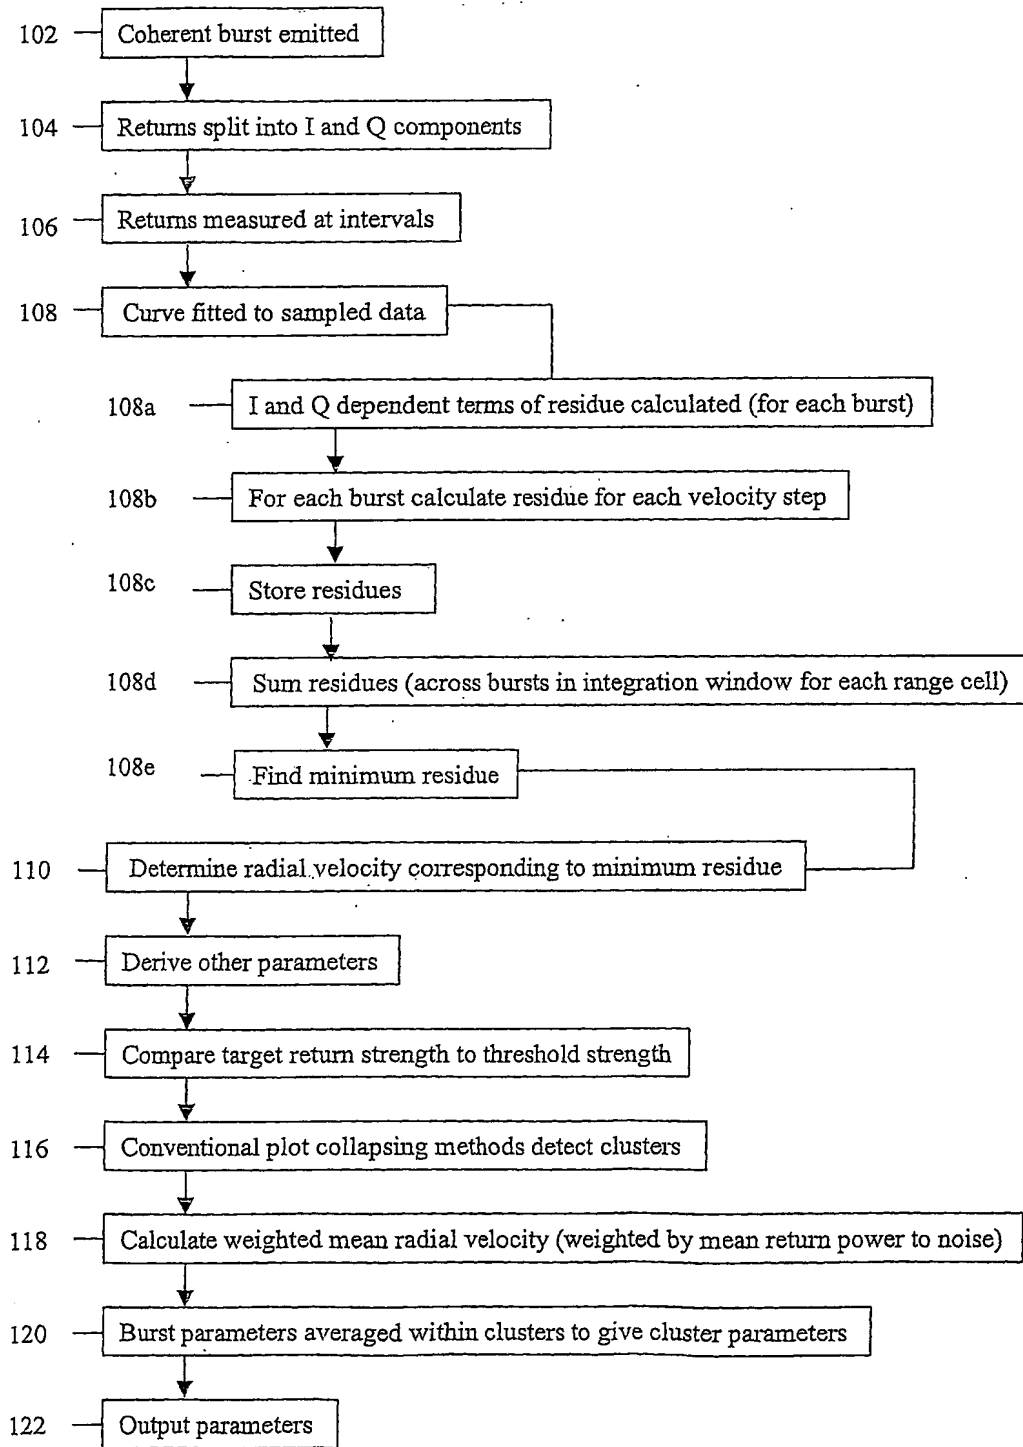 102 Coherent burst emitted
104 Returns split into I and Q components
106 Returns measured at intervals
108 Curve fitted to sampled data
108a I and Q dependent terms of residue calculated (for each burst)
108b For each burst calculate residue for each velocity step
108c Store residues
108d Sum residues (across bursts in integration window for each range cell)
108e Find minimum residue
110 Determine radial velocity corresponding to minimum residue
112 Derive other parameters
114 Compare target return strength to threshold strength
116 Conventional plot collapsing methods detect clusters
118 Calculate weighted mean radial velocity (weighted by mean return power to noise)
120 Burst parameters averaged within clusters to give cluster parameters
122 Output parameters